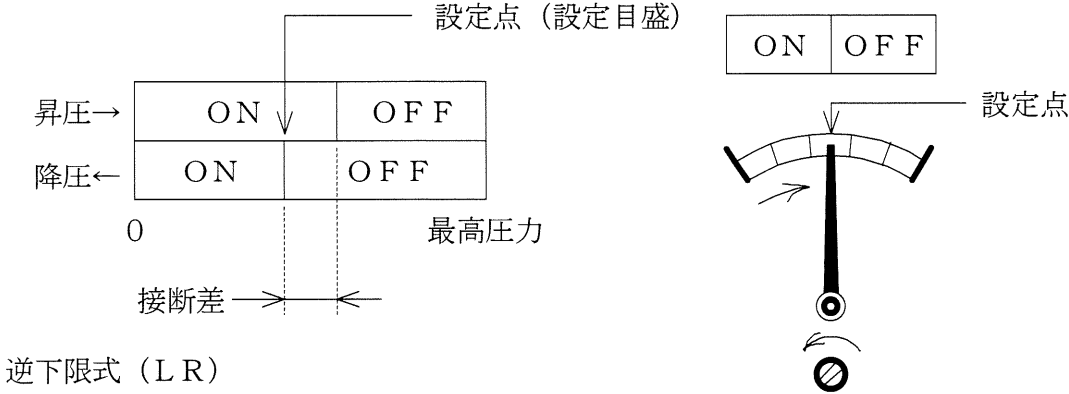 設定点（設定目盛）
ON OFF
設定点
昇圧→ ON OFF
降圧← ON OFF
0 最高圧力
接断差
逆下限式（LR）